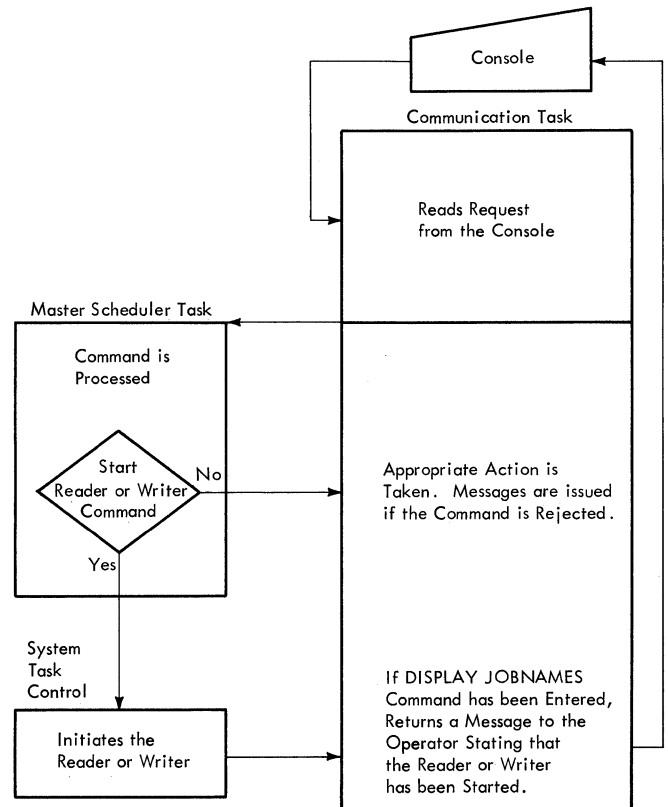 Console
Communication Task
Reads Request
from the Console
Master Scheduler Task
Command is
Processed
Start
Reader or Writer
Command
No
Yes
Appropriate Action is
Taken. Messages are issued
if the Command is Rejected.
System
Task
Control
Initiates the
Reader or Writer
If DISPLAY JOBNAMES
Command has been Entered,
Returns a Message to the
Operator Stating that
the Reader or Writer
has been Started.